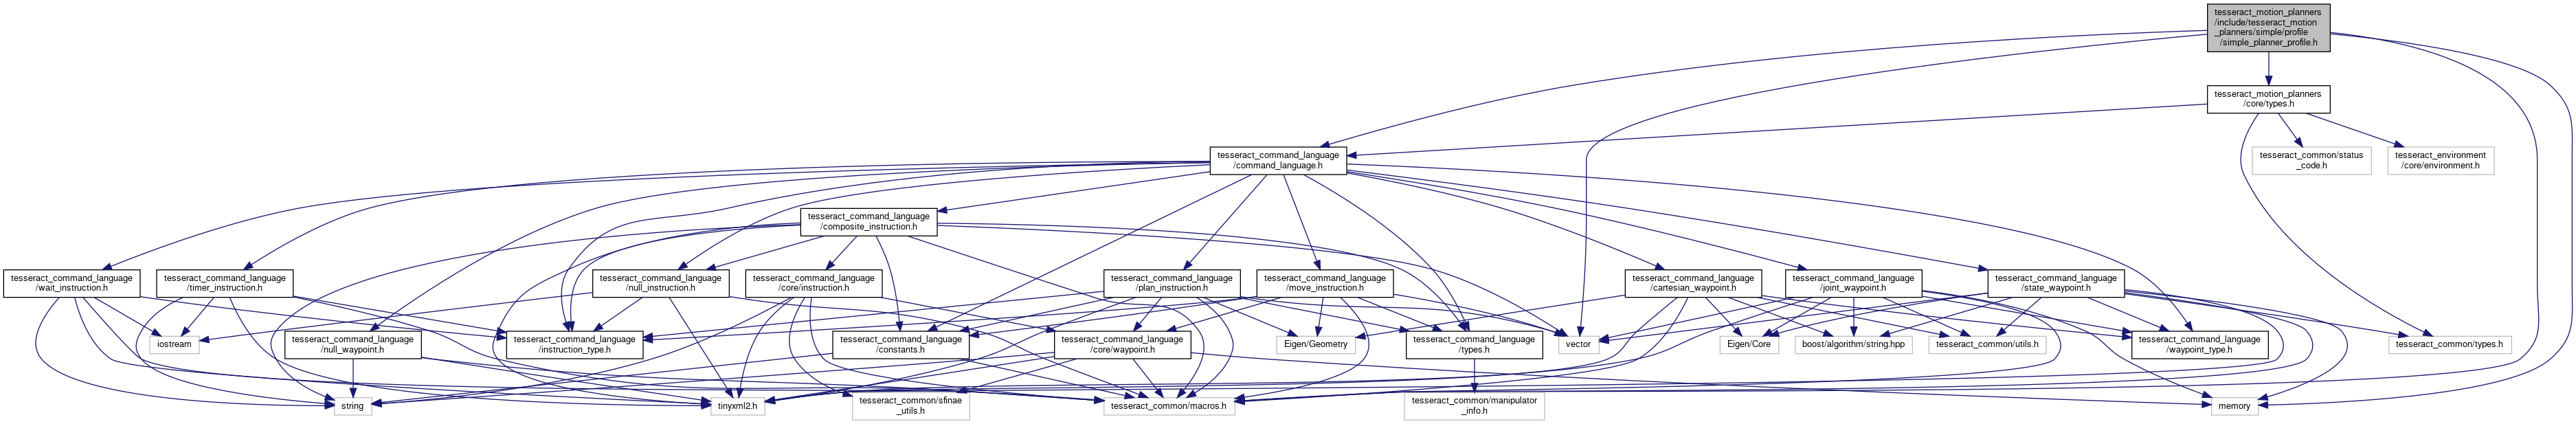 tesseract_motion_planners
/include/tesseract_motion
_planners/simple/profile
/simple_planner_profile.h
tesseract_motion_planners
/core/types.h
tesseract_command_language
/command_language.h
tesseract_common/status
_code.h
tesseract_environment
/core/environment.h
tesseract_command_language
/composite_instruction.h
tesseract_command_language
/wait_instruction.h
tesseract_command_language
/timer_instruction.h
tesseract_command_language
/null_instruction.h
tesseract_command_language
/core/instruction.h
tesseract_command_language
/plan_instruction.h
tesseract_command_language
/move_instruction.h
tesseract_command_language
/cartesian_waypoint.h
tesseract_command_language
/joint_waypoint.h
tesseract_command_language
/state_waypoint.h
iostream
tesseract_command_language
/null_waypoint.h
tesseract_command_language
/instruction_type.h
tesseract_command_language
/constants.h
tesseract_command_language
/core/waypoint.h
Eigen/Geometry
tesseract_command_language
/types.h
vector
Eigen/Core
boost/algorithm/string.hpp
tesseract_common/utils.h
tesseract_command_language
/waypoint_type.h
tesseract_common/types.h
string
tinyxml2.h
tesseract_common/sfinae
_utils.h
tesseract_common/macros.h
tesseract_common/manipulator
_info.h
memory